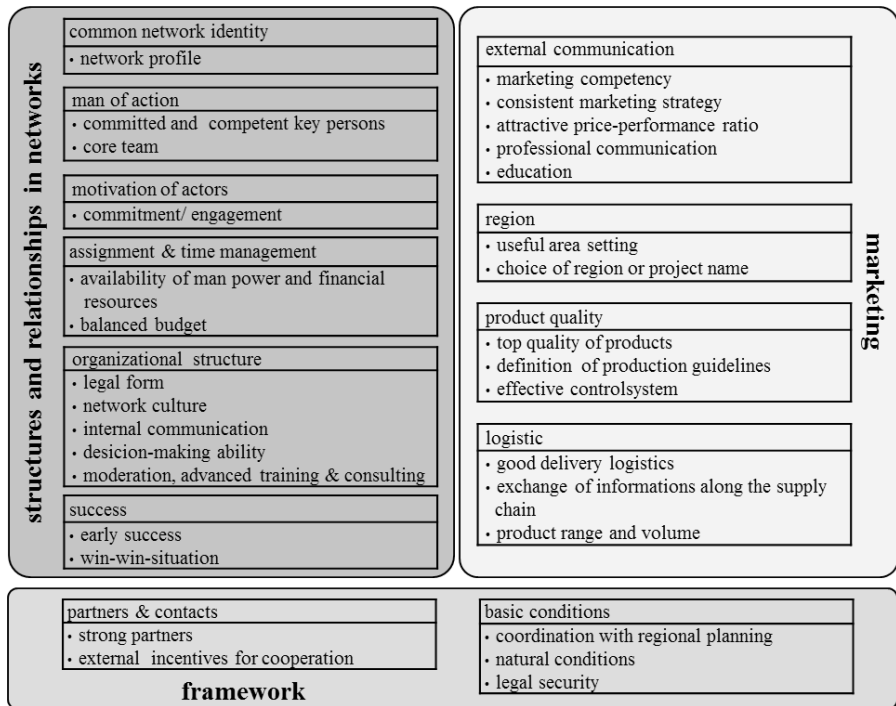 structures and relationships in networks
common network identity
• network profile
man of action
• committed and competent key persons
• core team
motivation of actors
• commitment/ engagement
assignment & time management
• availability of man power and financial
resources
• balanced budget
organizational structure
• legal form
• network culture
• internal communication
• desicion-making ability
• moderation, advanced training & consulting
success
• early success
• win-win-situation
marketing
external communication
• marketing competency
• consistent marketing strategy
• attractive price-performance ratio
• professional communication
• education
region
• useful area setting
• choice of region or project name
product quality
• top quality of products
• definition of production guidelines
• effective controlsystem
logistic
• good delivery logistics
• exchange of informations along the supply
chain
• product range and volume
partners & contacts
• strong partners
• external incentives for cooperation
framework
basic conditions
• coordination with regional planning
• natural conditions
• legal security